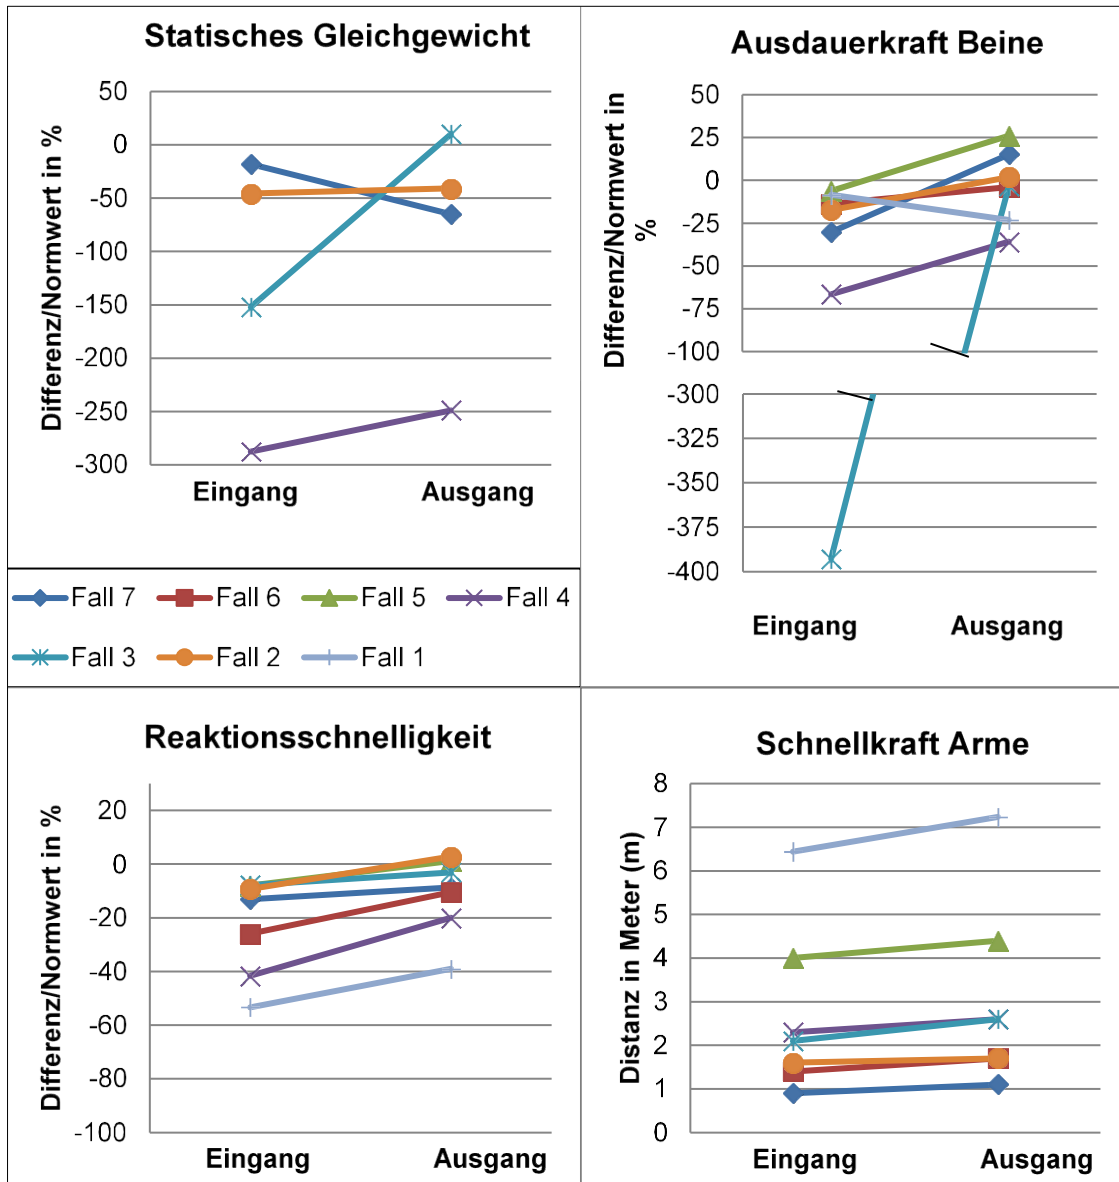 Statisches Gleichgewicht
Differenz/Normwert in %
50
0
-50
-100
-150
-200
-250
-300
Eingang Ausgang
Ausdauerkraft Beine
Differenz/Normwert in
%
50
25
0
-25
-50
-75
-100
-300
-325
-350
-375
-400
Eingang Ausgang
Fall 7 Fall 6 Fall 5 Fall 4
Fall 3 Fall 2 Fall 1
Reaktionsschnelligkeit
Differenz/Normwert in %
20
0
-20
-40
-60
-80
-100
Eingang Ausgang
Schnellkraft Arme
Distanz in Meter (m)
8
7
6
5
4
3
2
1
0
Eingang Ausgang